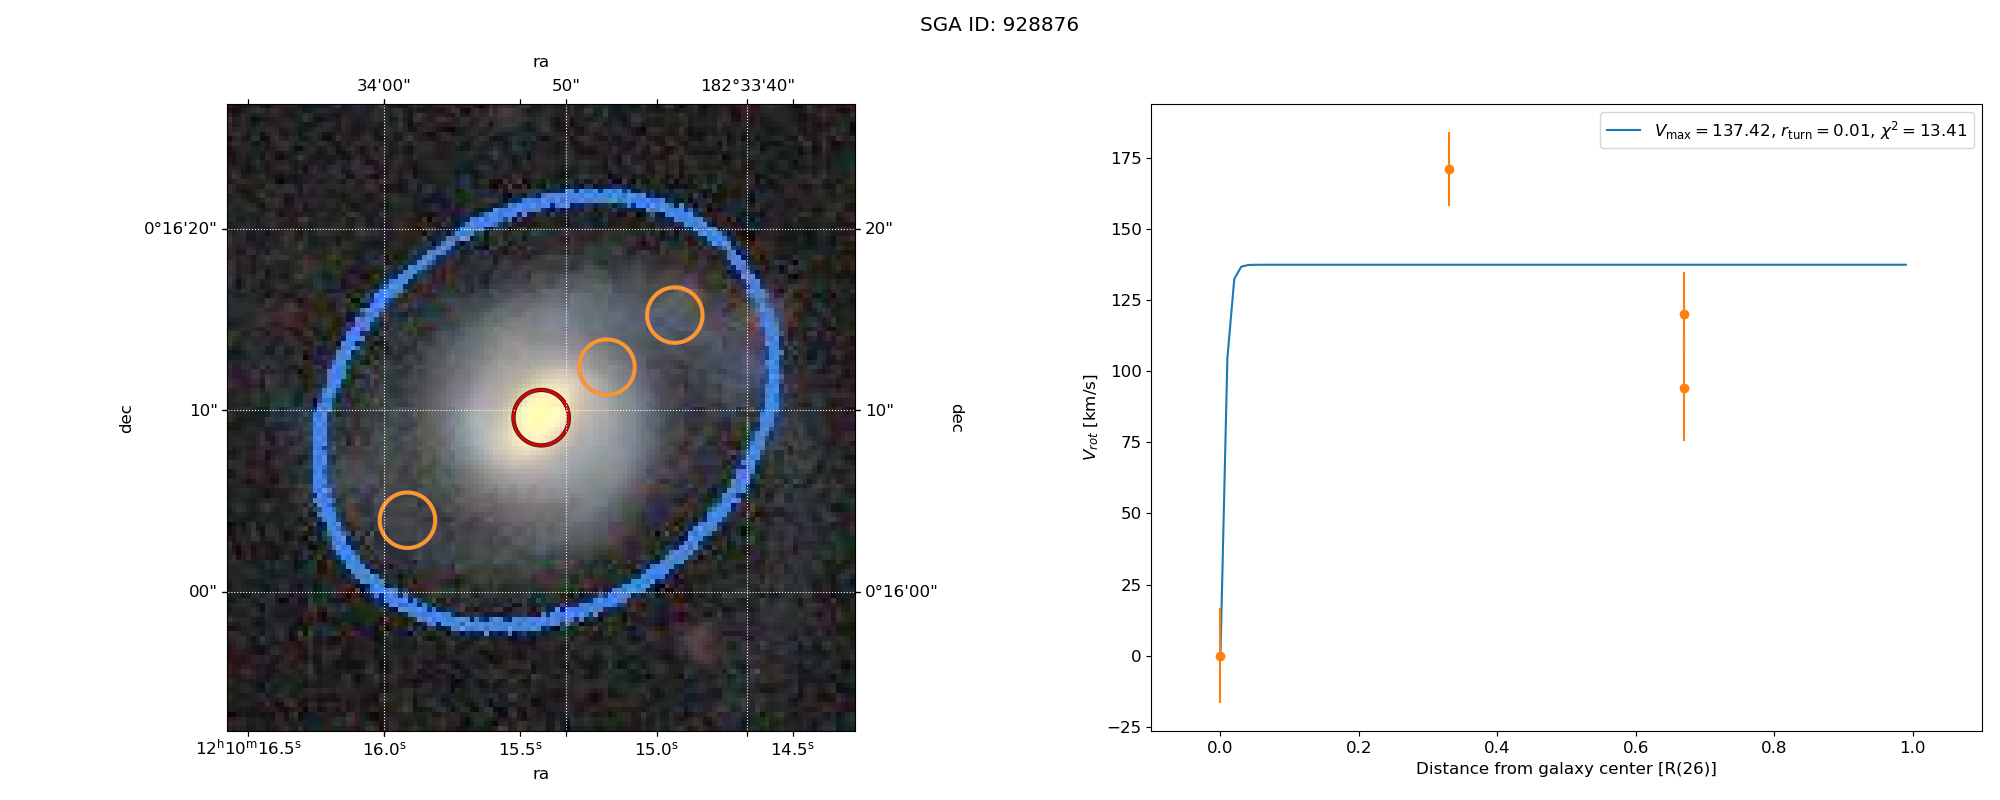 SGA ID: 928876
ra
34'00" 50" 182°33'40"
0°16'20" 20"
10" 10"
dec dec
00" 0°16'00"
12ʰ10ᵐ16.5ˢ 16.0ˢ 15.5ˢ 15.0ˢ 14.5ˢ
ra
V_max = 137.42, r_turn = 0.01, χ² = 13.41
175
150
125
100
75
50
25
0
−25
V_rot [km/s]
0.0 0.2 0.4 0.6 0.8 1.0
Distance from galaxy center [R(26)]